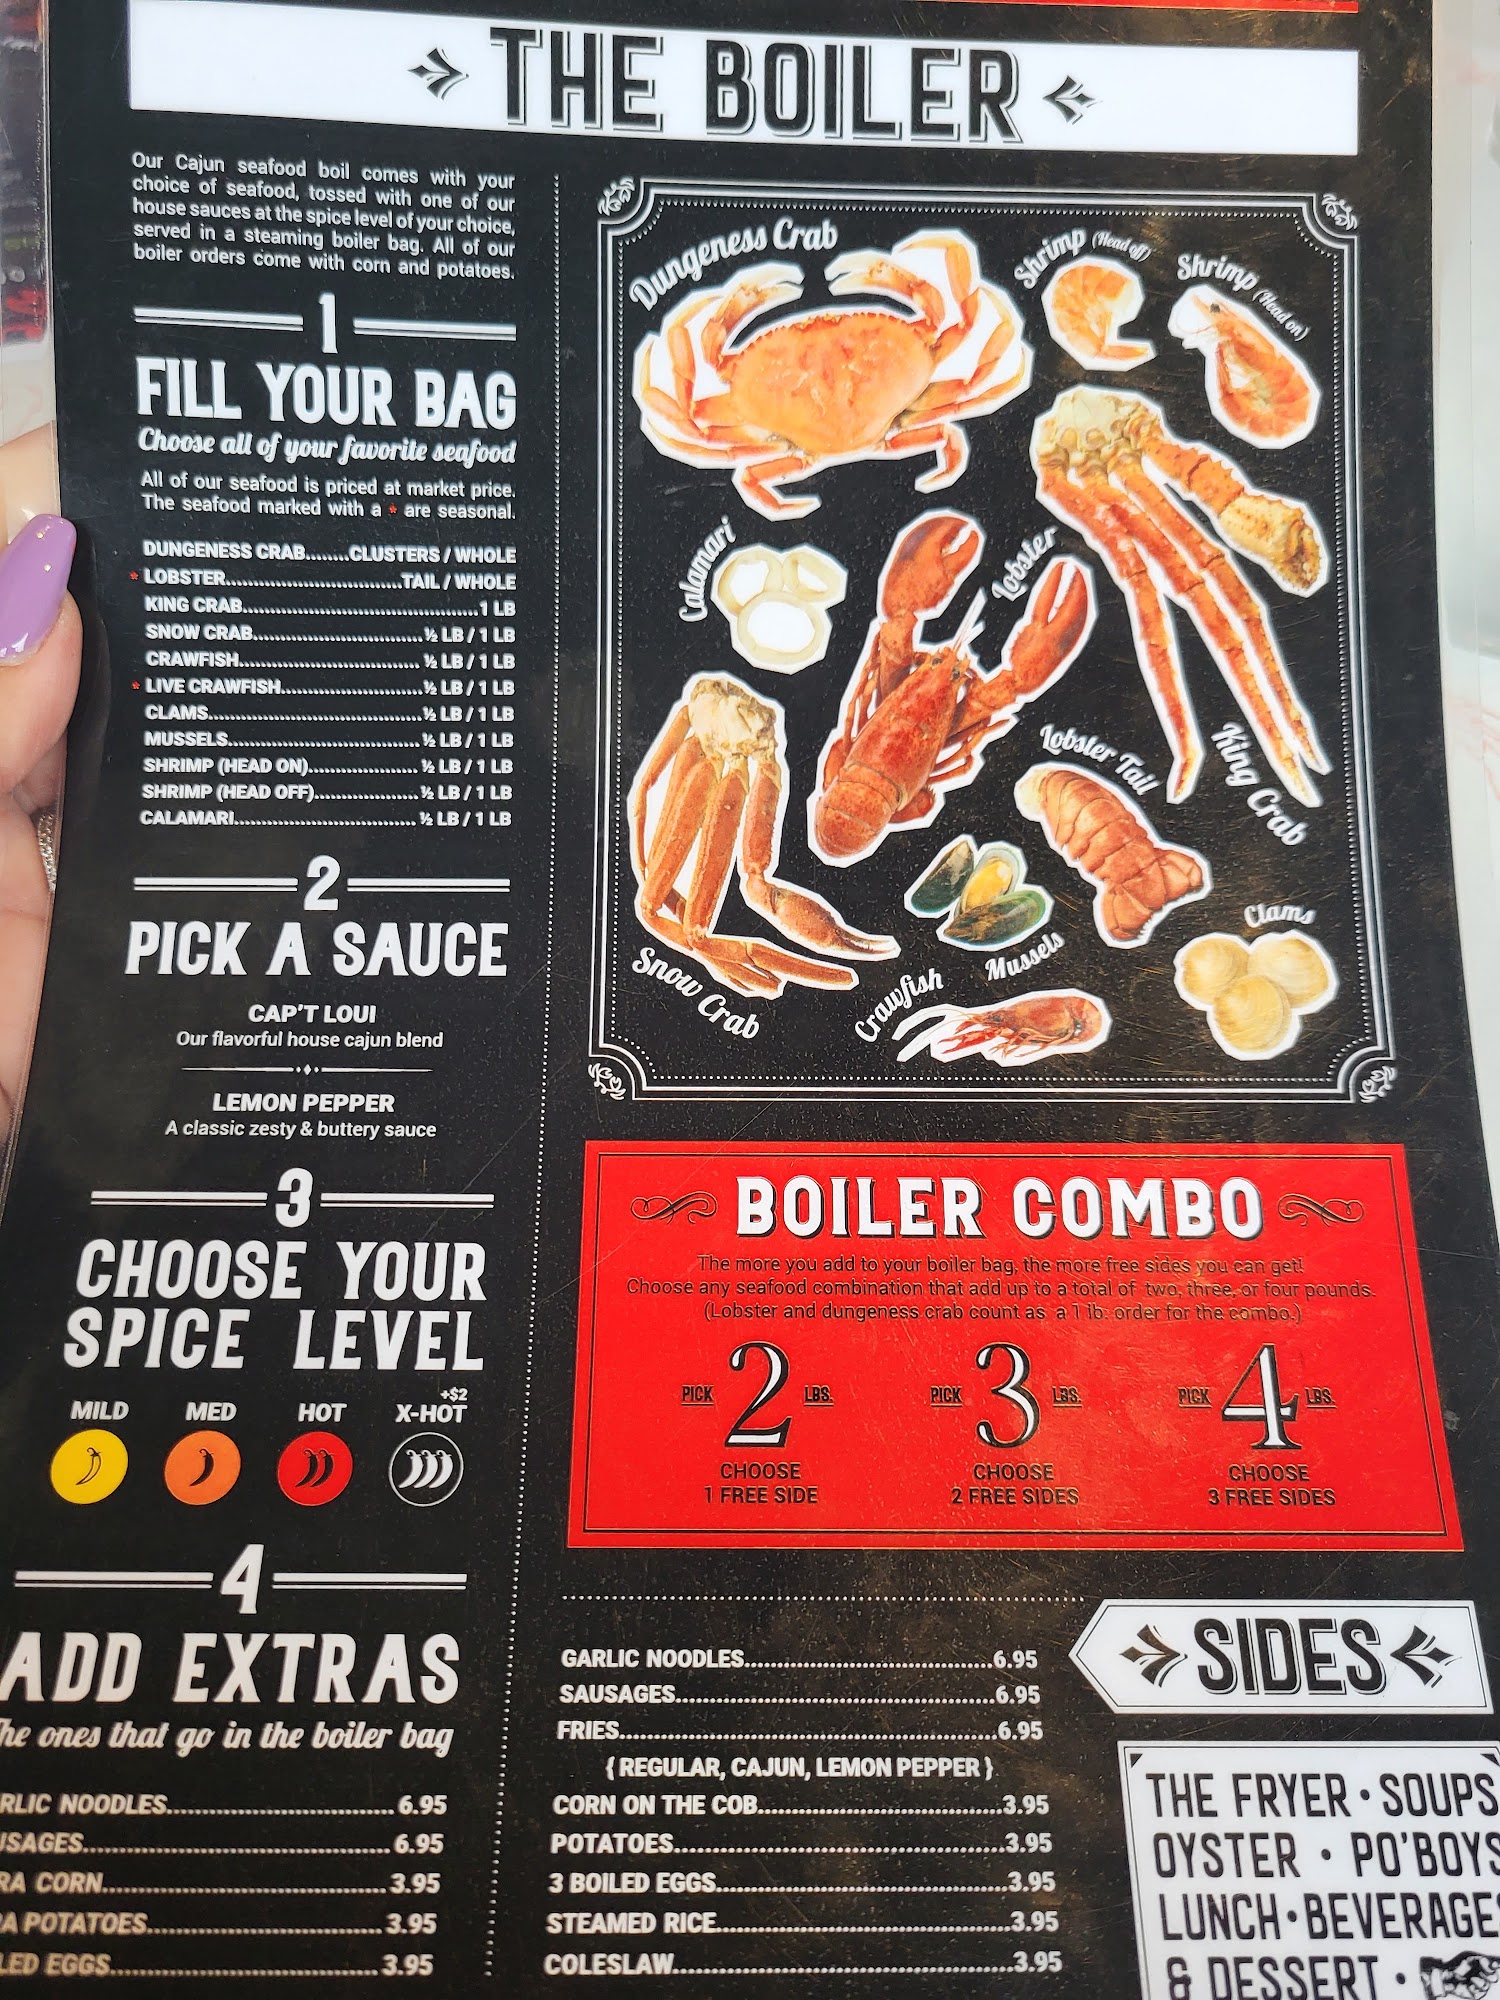 THE BOILER
Our Cajun seafood boil comes with your
choice of seafood, tossed with one of our
house sauces at the spice level of your choice,
served in a steaming boiler bag. All of our
boiler orders come with corn and potatoes.
1
FILL YOUR BAG
Choose all of your favorite seafood
All of our seafood is priced at market price.
The seafood marked with a * are seasonal.
DUNGENESS CRAB........CLUSTERS / WHOLE
* LOBSTER................................TAIL / WHOLE
KING CRAB............................................1 LB
SNOW CRAB................................½ LB / 1 LB
CRAWFISH.................................. ½ LB / 1 LB
* LIVE CRAWFISH...........................½ LB / 1 LB
CLAMS........................................½ LB / 1 LB
MUSSELS.................................... ½ LB / 1 LB
SHRIMP (HEAD ON)..................... ½ LB / 1 LB
SHRIMP (HEAD OFF)....................½ LB / 1 LB
CALAMARI.................................. ½ LB / 1 LB
2
PICK A SAUCE
CAP'T LOUI
Our flavorful house cajun blend
LEMON PEPPER
A classic zesty & buttery sauce
3
CHOOSE YOUR
SPICE LEVEL
+$2
MILD MED HOT X-HOT
4
ADD EXTRAS
The ones that go in the boiler bag
RLIC NOODLES................................6.95
USAGES............................................6.95
RA CORN...........................................3.95
RA POTATOES...................................3.95
LED EGGS.........................................3.95
Dungeness Crab
Shrimp (Head off)
Shrimp (Head on)
Calamari
Lobster
King Crab
Lobster Tail
Snow Crab
Mussels
Crawfish
Clams
BOILER COMBO
The more you add to your boiler bag, the more free sides you can get!
Choose any seafood combination that add up to a total of two, three, or four pounds.
(Lobster and dungeness crab count as a 1 lb. order for the combo.)
PICK 2 LBS.
CHOOSE
1 FREE SIDE
PICK 3 LBS.
CHOOSE
2 FREE SIDES
PICK 4 LBS.
CHOOSE
3 FREE SIDES
SIDES
GARLIC NOODLES.......................................6.95
SAUSAGES..................................................6.95
FRIES...........................................................6.95
{ REGULAR, CAJUN, LEMON PEPPER }
CORN ON THE COB......................................3.95
POTATOES....................................................3.95
3 BOILED EGGS.............................................3.95
STEAMED RICE..............................................3.95
COLESLAW....................................................3.95
THE FRYER • SOUPS
OYSTER • PO'BOYS
LUNCH • BEVERAGES
& DESSERT •